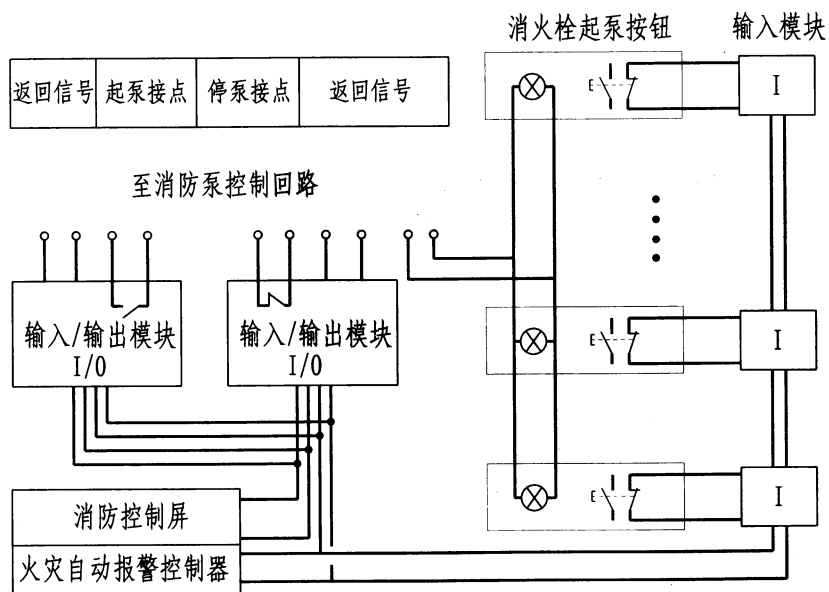 消火栓起泵按钮 输入模块
返回信号 起泵接点 停泵接点 返回信号
I
至消防泵控制回路
输入/输出模块 输入/输出模块
I/O I/O
I
E
E
E
I
消防控制屏
火灾自动报警控制器